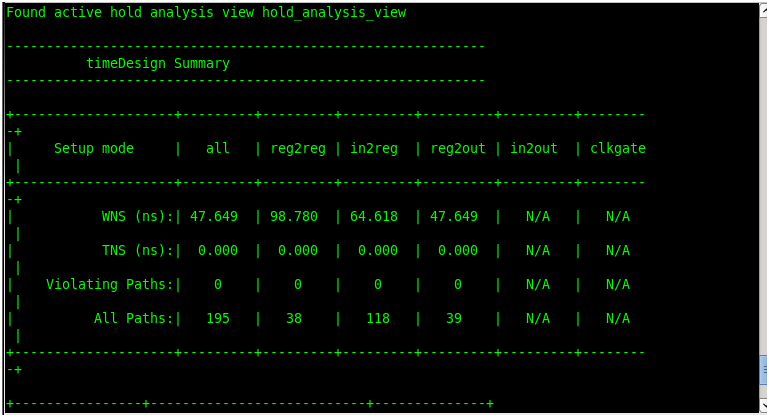 Found active hold analysis view hold_analysis_view
------------------------------------------------------------
          timeDesign Summary
------------------------------------------------------------
+--------------------+---------+---------+---------+---------+---------+--------
-+
|     Setup mode     |   all   | reg2reg | in2reg  | reg2out | in2out  | clkgate
 |
+--------------------+---------+---------+---------+---------+---------+--------
-+
|           WNS (ns):| 47.649  | 98.780  | 64.618  | 47.649  |   N/A   |   N/A
 |
|           TNS (ns):|  0.000  |  0.000  |  0.000  |  0.000  |   N/A   |   N/A
 |
|    Violating Paths:|    0    |    0    |    0    |    0    |   N/A   |   N/A
 |
|          All Paths:|   195   |   38    |   118   |   39    |   N/A   |   N/A
 |
+--------------------+---------+---------+---------+---------+---------+--------
-+
+----------------+---------------------------+--------------+